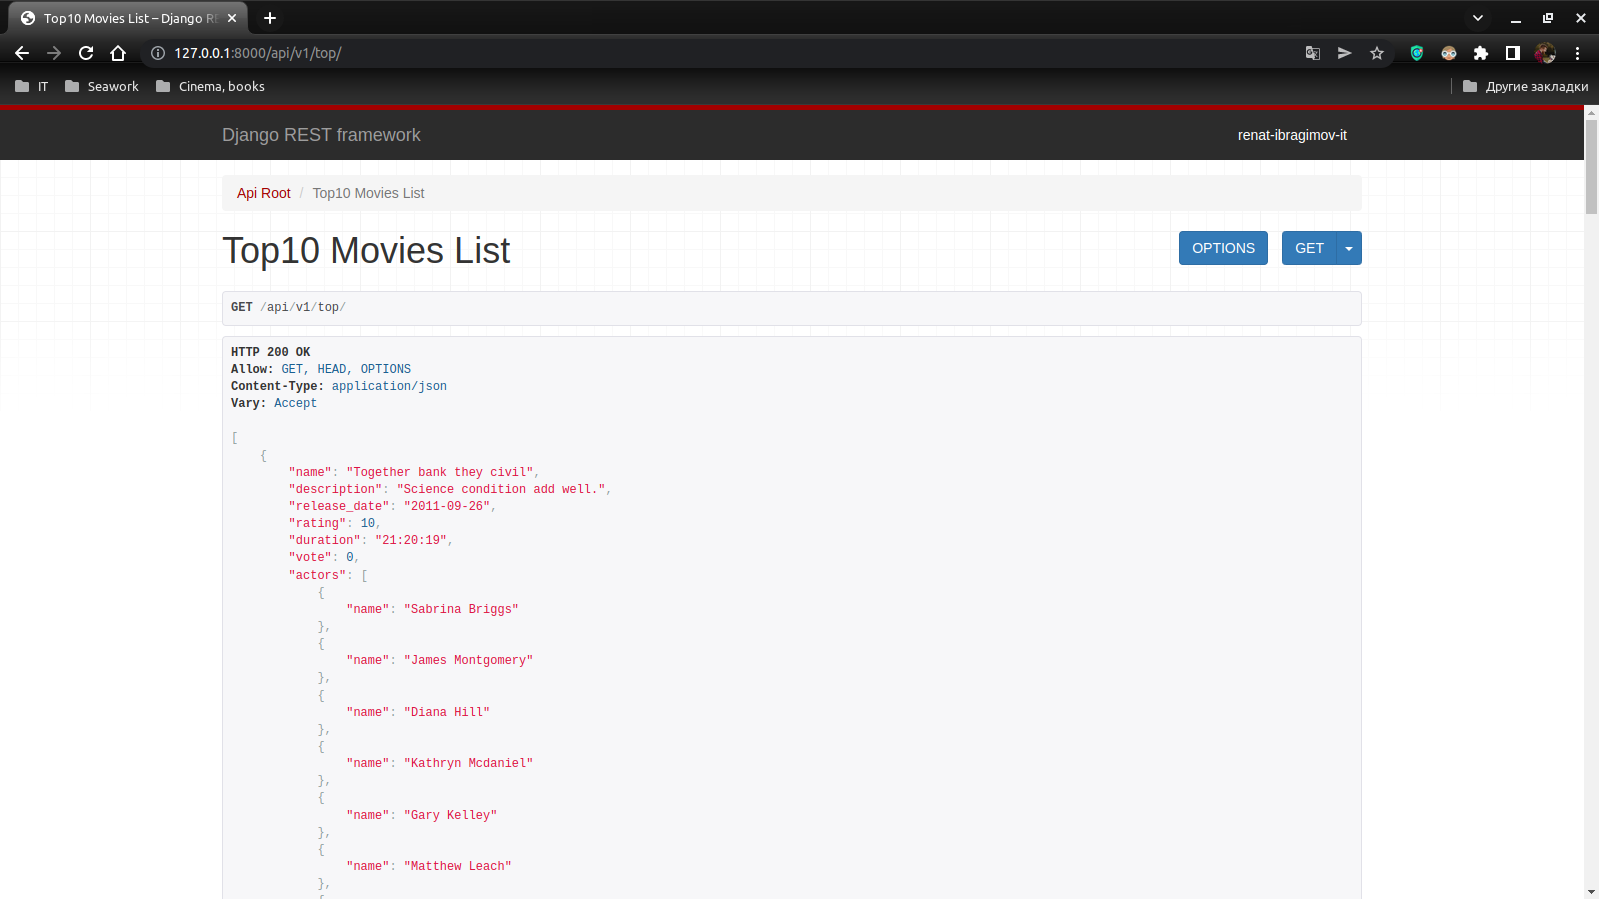 Top10 Movies List – Django RE
127.0.0.1:8000/api/v1/top/
IT Seawork Cinema, books Другие закладки
Django REST framework renat-ibragimov-it
Api Root / Top10 Movies List
Top10 Movies List OPTIONS GET
GET /api/v1/top/
HTTP 200 OK
Allow: GET, HEAD, OPTIONS
Content-Type: application/json
Vary: Accept
[
    {
        "name": "Together bank they civil",
        "description": "Science condition add well.",
        "release_date": "2011-09-26",
        "rating": 10,
        "duration": "21:20:19",
        "vote": 0,
        "actors": [
            {
                "name": "Sabrina Briggs"
            },
            {
                "name": "James Montgomery"
            },
            {
                "name": "Diana Hill"
            },
            {
                "name": "Kathryn Mcdaniel"
            },
            {
                "name": "Gary Kelley"
            },
            {
                "name": "Matthew Leach"
            },
            {